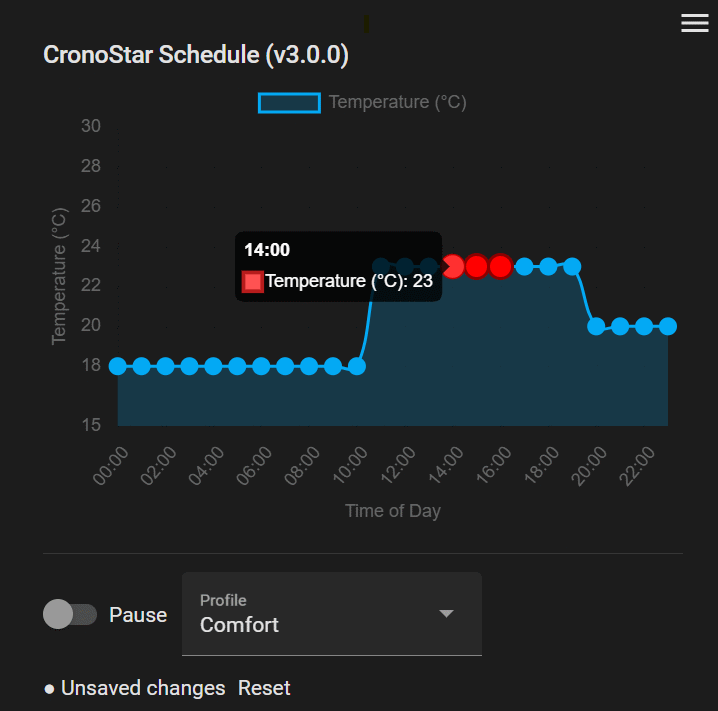 CronoStar Schedule (v3.0.0)
Temperature (°C)
30
28
26
24
22
20
18
15
Temperature (°C)
14:00
Temperature (°C): 23
00:00
02:00
04:00
06:00
08:00
10:00
12:00
14:00
16:00
18:00
20:00
22:00
Time of Day
Pause
Profile
Comfort
● Unsaved changes Reset